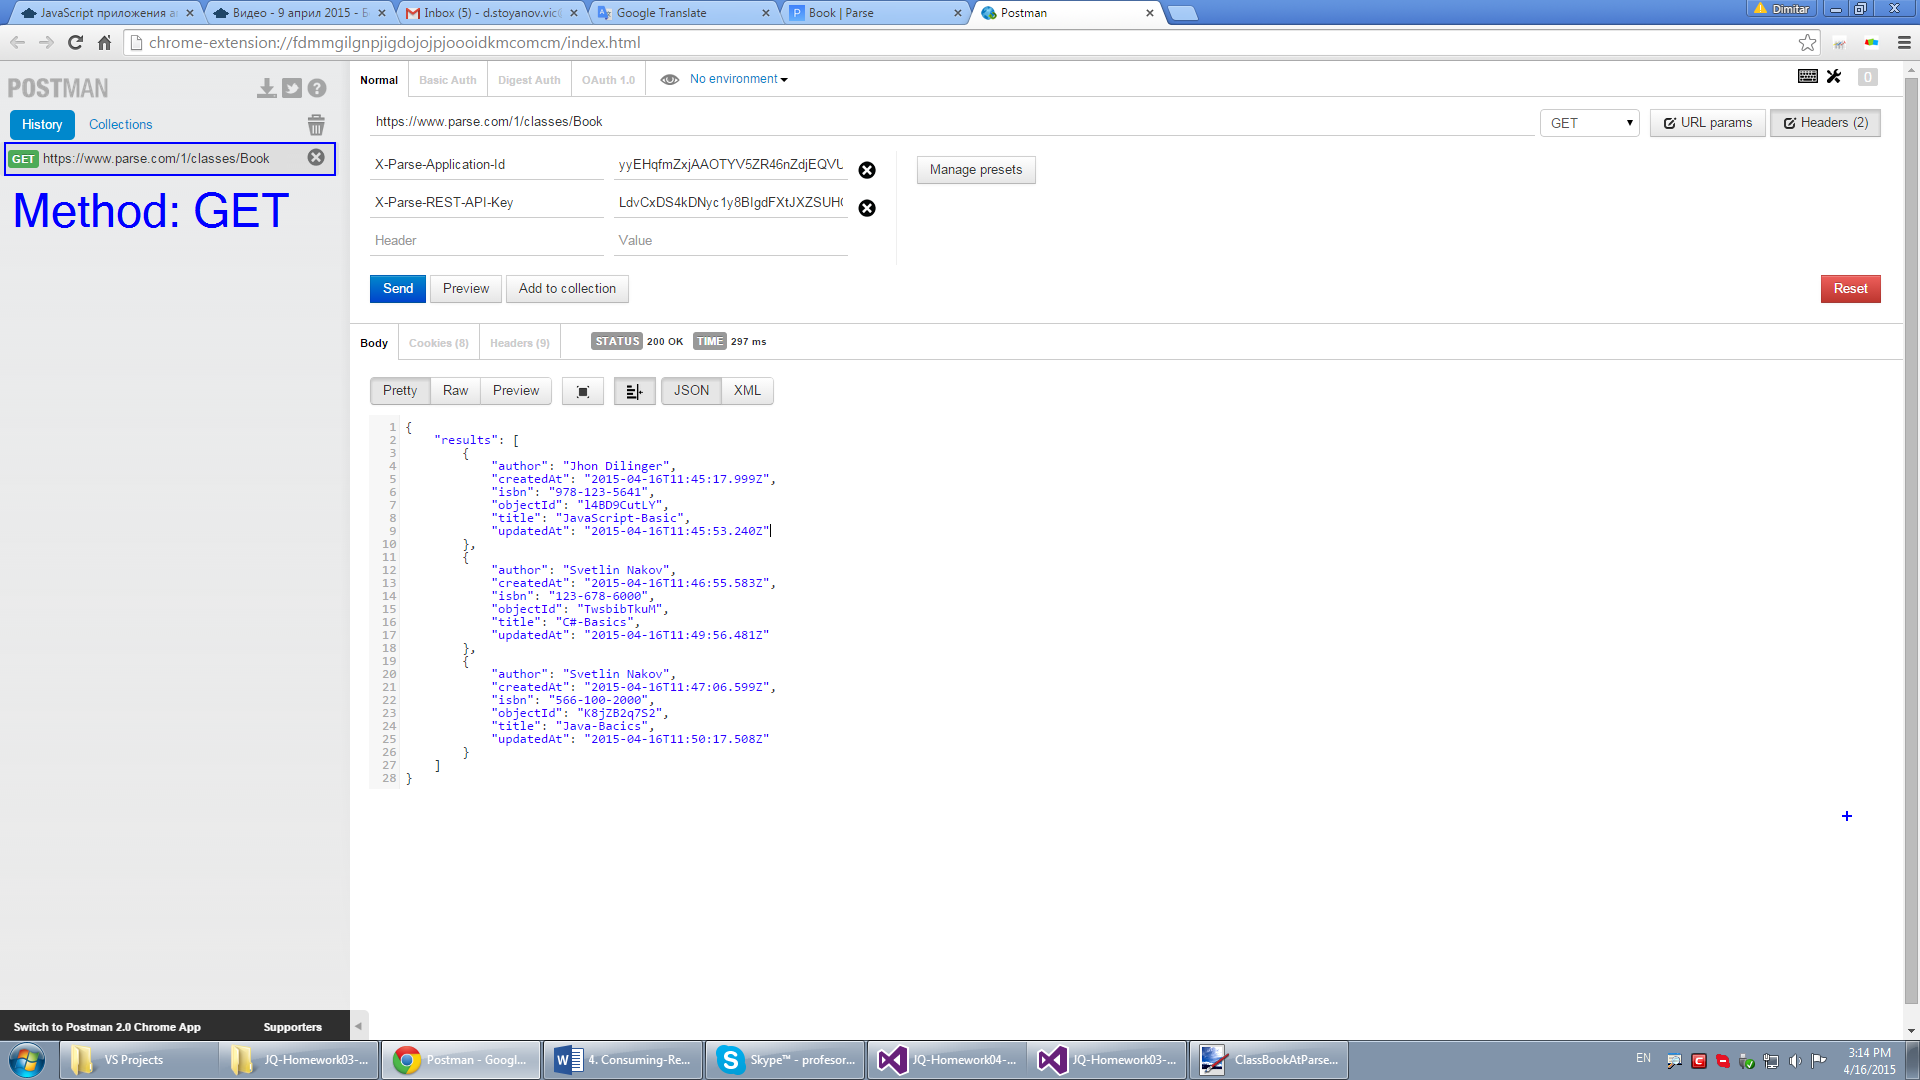 JavaScript приложения а
Видео - 9 април 2015 - Б
Inbox (5) - d.stoyanov.vic@
Google Translate
Book | Parse
Postman
Dimitar
chrome-extension://fdmmgilgnpjigdojojpjoooidkmcomcm/index.html
POSTMAN
History
Collections
GET https://www.parse.com/1/classes/Book
Method: GET
Normal
Basic Auth
Digest Auth
OAuth 1.0
No environment
0
https://www.parse.com/1/classes/Book
GET
URL params
Headers (2)
X-Parse-Application-Id
yyEHqfmZxjAAOTYV5ZR46nZdjEQVU
X-Parse-REST-API-Key
LdvCxDS4kDNyc1y8BIgdFXtJXZSUH
Header
Value
Manage presets
Send
Preview
Add to collection
Reset
Body
Cookies (8)
Headers (9)
STATUS 200 OK
TIME 297 ms
Pretty
Raw
Preview
JSON
XML
1 {
2 "results": [
3 {
4 "author": "Jhon Dilinger",
5 "createdAt": "2015-04-16T11:45:17.999Z",
6 "isbn": "978-123-5641",
7 "objectId": "l4BD9CutLY",
8 "title": "JavaScript-Basic",
9 "updatedAt": "2015-04-16T11:45:53.240Z"
10 },
11 {
12 "author": "Svetlin Nakov",
13 "createdAt": "2015-04-16T11:46:55.583Z",
14 "isbn": "123-678-6000",
15 "objectId": "TwsbibTkuM",
16 "title": "C#-Basics",
17 "updatedAt": "2015-04-16T11:49:56.481Z"
18 },
19 {
20 "author": "Svetlin Nakov",
21 "createdAt": "2015-04-16T11:47:06.599Z",
22 "isbn": "566-100-2000",
23 "objectId": "K8jZB2q7S2",
24 "title": "Java-Bacics",
25 "updatedAt": "2015-04-16T11:50:17.508Z"
26 }
27 ]
28 }
Switch to Postman 2.0 Chrome App
Supporters
VS Projects
JQ-Homework03-...
Postman - Googl...
4. Consuming-Re...
Skype™ - profesor...
JQ-Homework04-...
JQ-Homework03-...
ClassBookAtParse...
EN
3:14 PM
4/16/2015